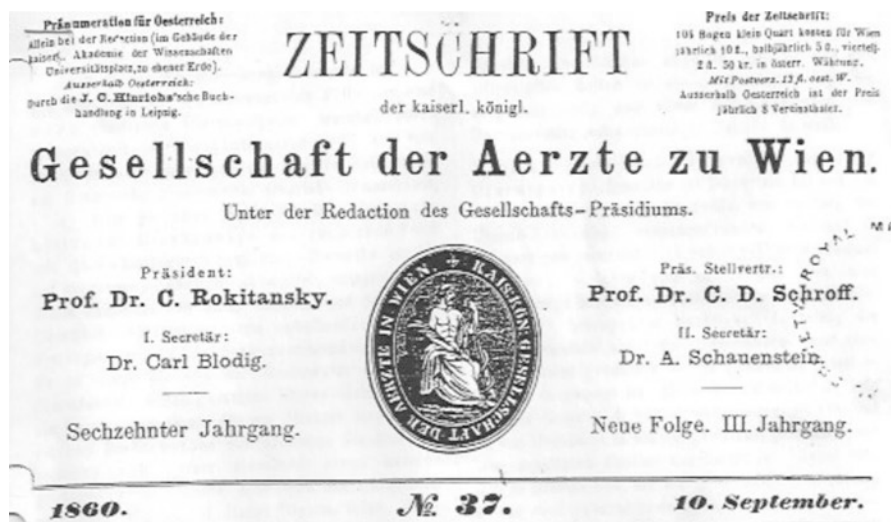 Pränumeration für Oesterreich:
Allein bei der Redaction (im Gebäude der
kaiserl. Akademie der Wissenschaften
Universitätsplatz, zu ebener Erde).
Ausserhalb Oesterreich:
Durch die J. C. Hinrichs'sche Buch-
handlung in Leipzig.
ZEITSCHRIFT
der kaiserl. königl.
Preis der Zeitschrift:
104 Bogen klein Quart kosten für Wien
jährlich 10 fl., halbjährlich 5 fl., viertelj.
2 fl. 50 kr. in österr. Währung.
Mit Postvers. 12 fl. oest. W.
Ausserhalb Oesterreich ist der Preis
jährlich 8 Vereinsthaler.
Gesellschaft der Aerzte zu Wien.
Unter der Redaction des Gesellschafts-Präsidiums.
Präsident:
Prof. Dr. C. Rokitansky.
I. Secretär:
Dr. Carl Blodig.
Sechzehnter Jahrgang.
KAIS. KÖN. GESELLSCHAFT DER AERZTE IN WIEN.
Präs. Stellvertr.:
Prof. Dr. C. D. Schroff.
II. Secretär:
Dr. A. Schauenstein.
Neue Folge. III. Jahrgang.
ROYAL
1860.
№ 37.
10. September.